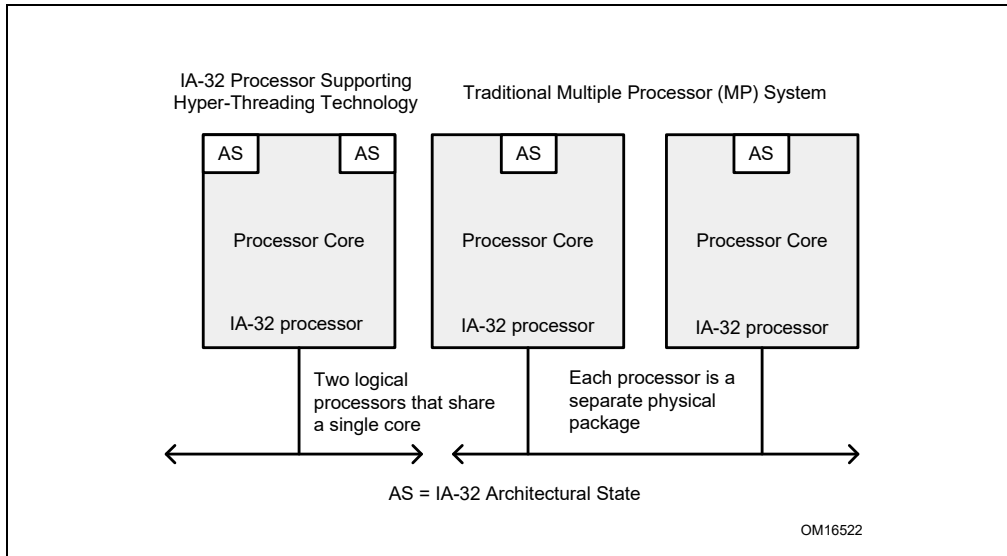 IA-32 Processor Supporting
Hyper-Threading Technology
Traditional Multiple Processor (MP) System
AS
AS
AS
AS
Processor Core
Processor Core
Processor Core
IA-32 processor
IA-32 processor
IA-32 processor
Two logical
processors that share
a single core
Each processor is a
separate physical
package
AS = IA-32 Architectural State
OM16522